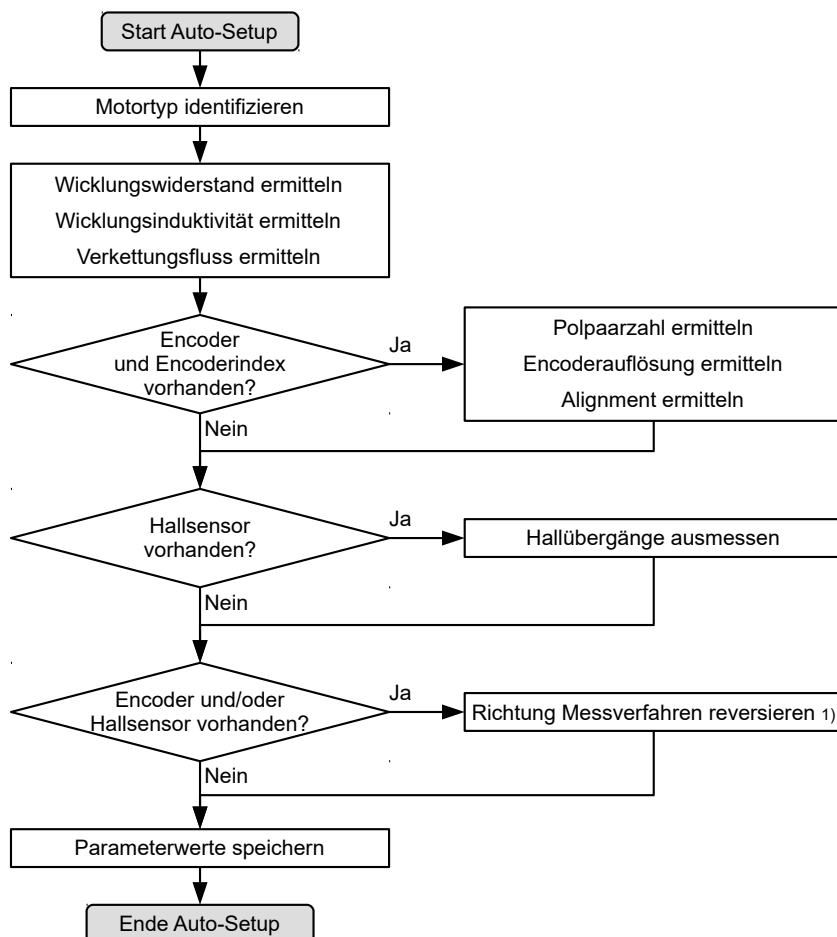 Start Auto-Setup
Motortyp identifizieren
Wicklungswiderstand ermitteln
Wicklungsinduktivität ermitteln
Verkettungsfluss ermitteln
Encoder
und Encoderindex
vorhanden?
Ja
Polpaarzahl ermitteln
Encoderauflösung ermitteln
Alignment ermitteln
Nein
Hallsensor
vorhanden?
Ja
Hallübergänge ausmessen
Nein
Encoder und/oder
Hallsensor vorhanden?
Ja
Richtung Messverfahren reversieren 1)
Nein
Parameterwerte speichern
Ende Auto-Setup